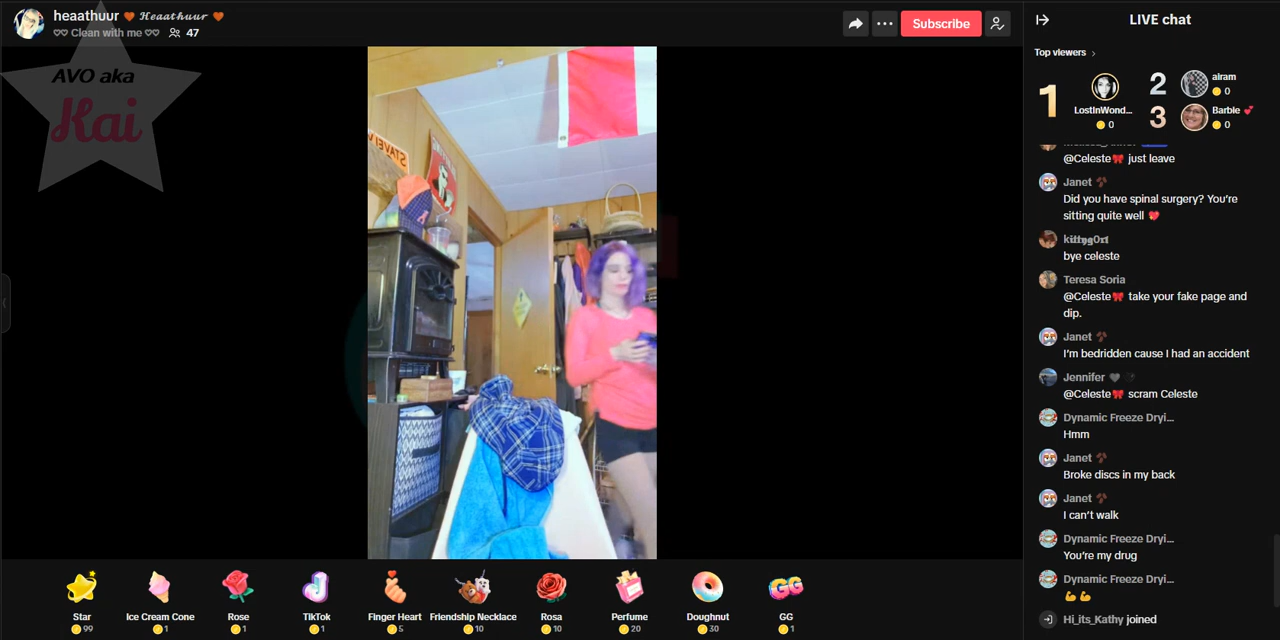 heaathuur 🧡 𝓗𝓮𝓪𝓪𝓽𝓱𝓾𝓾𝓻 🧡
♡♡ Clean with me ♡♡ 47
Subscribe
AVO aka
Kai
LIVE chat
Top viewers >
1
LostInWond...
0
2
alram
0
3
Barbie 💕
0
@Celeste🎀 just leave
Janet
Did you have spinal surgery? You're
sitting quite well 💖
kittyg0rl
bye celeste
Teresa Soria
@Celeste🎀 take your fake page and
dip.
Janet
I'm bedridden cause I had an accident
Jennifer 🖤
@Celeste🎀 scram Celeste
Dynamic Freeze Dryi...
Hmm
Janet
Broke discs in my back
Janet
I can't walk
Dynamic Freeze Dryi...
You're my drug
Dynamic Freeze Dryi...
💪💪
Hi_its_Kathy joined
Star
99
Ice Cream Cone
1
Rose
1
TikTok
1
Finger Heart
5
Friendship Necklace
10
Rosa
10
Perfume
20
Doughnut
30
GG
GG
1